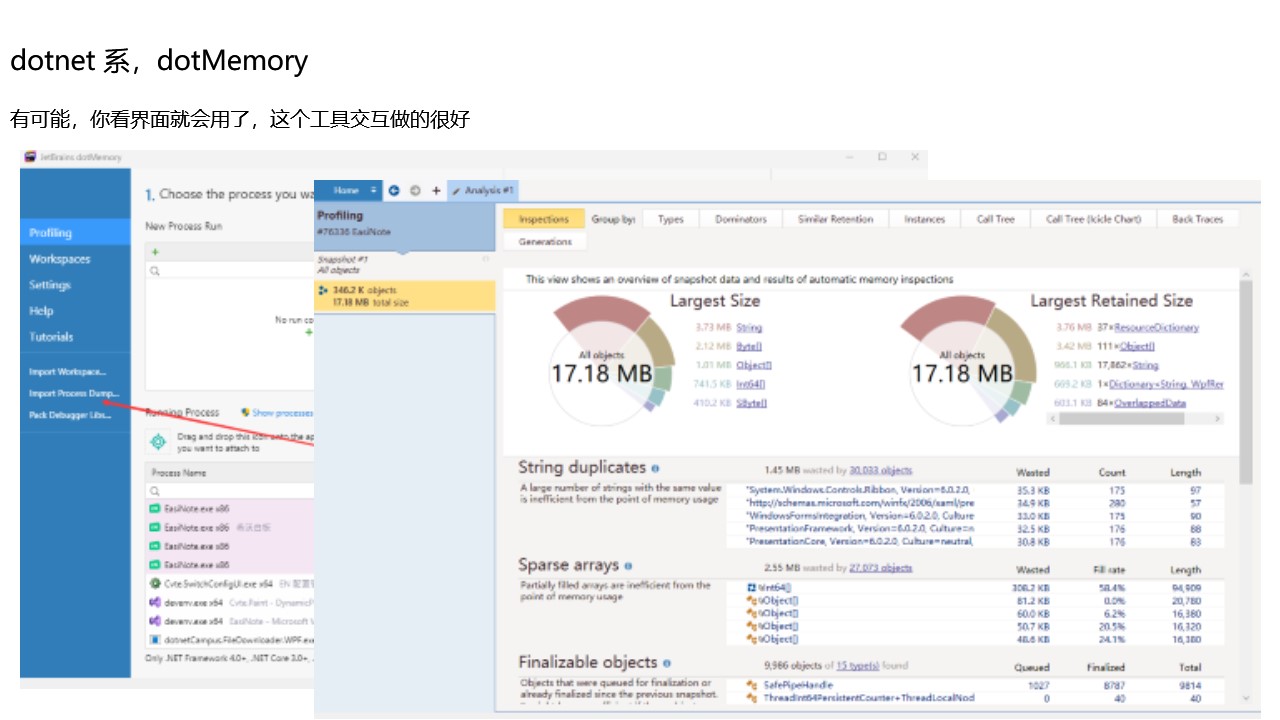 dotnet 系，dotMemory
有可能，你看界面就会用了，这个工具交互做的很好
JetBrains dotMemory
1. Choose the process you wa
Profiling
Workspaces
Settings
Help
Tutorials
Import Workspace...
Import Process Dump...
Pack Debugger Libs...
New Process Run
No run co
Running Process
Show processes
Drag and drop this icon onto the ap
you want to attach to
Process Name
EasiNote.exe x86
EasiNote.exe x86 希沃白板
EasiNote.exe x86
EasiNote.exe x86
Cvte.SwitchConfigUI.exe x64 EN 配置
devenv.exe x64 Cvte.Paint - Dynamic
devenv.exe x64 EasiNote - Microsoft V
dotnetCampus.FileDownloader.WPF.exe
Only .NET Framework 4.0+, .NET Core 3.0+,
Home
Analysis #1
Profiling
#76336 EasiNote
Snapshot #1
All objects
346.2 K objects
17.18 MB total size
Inspections
Group by:
Types
Dominators
Similar Retention
Instances
Call Tree
Call Tree (Icicle Chart)
Back Traces
Generations
This view shows an overview of snapshot data and results of automatic memory inspections
Largest Size
All objects
17.18 MB
3.73 MB String
2.12 MB Byte[]
1.01 MB Object[]
741.5 KB Int64[]
410.2 KB SByte[]
Largest Retained Size
All objects
17.18 MB
3.76 MB 37×ResourceDictionary
3.42 MB 111×Object[]
966.1 KB 17,862×String
669.2 KB 1×Dictionary<String, WpfRer
603.1 KB 84×OverlappedData
String duplicates
A large number of strings with the same value
is inefficient from the point of memory usage
1.45 MB wasted by 30,033 objects
Wasted Count Length
"System.Windows.Controls.Ribbon, Version=6.0.2.0, 35.3 KB 175 97
"http://schemas.microsoft.com/winfx/2006/xaml/pre 34.9 KB 280 57
"WindowsFormsIntegration, Version=6.0.2.0, Culture 33.0 KB 175 90
"PresentationFramework, Version=6.0.2.0, Culture=n 32.5 KB 176 88
"PresentationCore, Version=6.0.2.0, Culture=neutral, 30.8 KB 176 83
Sparse arrays
Partially filled arrays are inefficient from the
point of memory usage
2.55 MB wasted by 27,073 objects
Wasted Fill rate Length
Int64[] 308.2 KB 58.4% 94,909
Object[] 81.2 KB 0.0% 20,780
Object[] 60.0 KB 6.2% 16,380
Object[] 50.7 KB 20.5% 16,320
Object[] 48.6 KB 24.1% 16,380
Finalizable objects
Objects that were queued for finalization or
already finalized since the previous snapshot.
9,986 objects of 15 type(s) found
Queued Finalized Total
SafePipeHandle 1027 8787 9814
ThreadInt64PersistentCounter+ThreadLocalNod 0 40 40